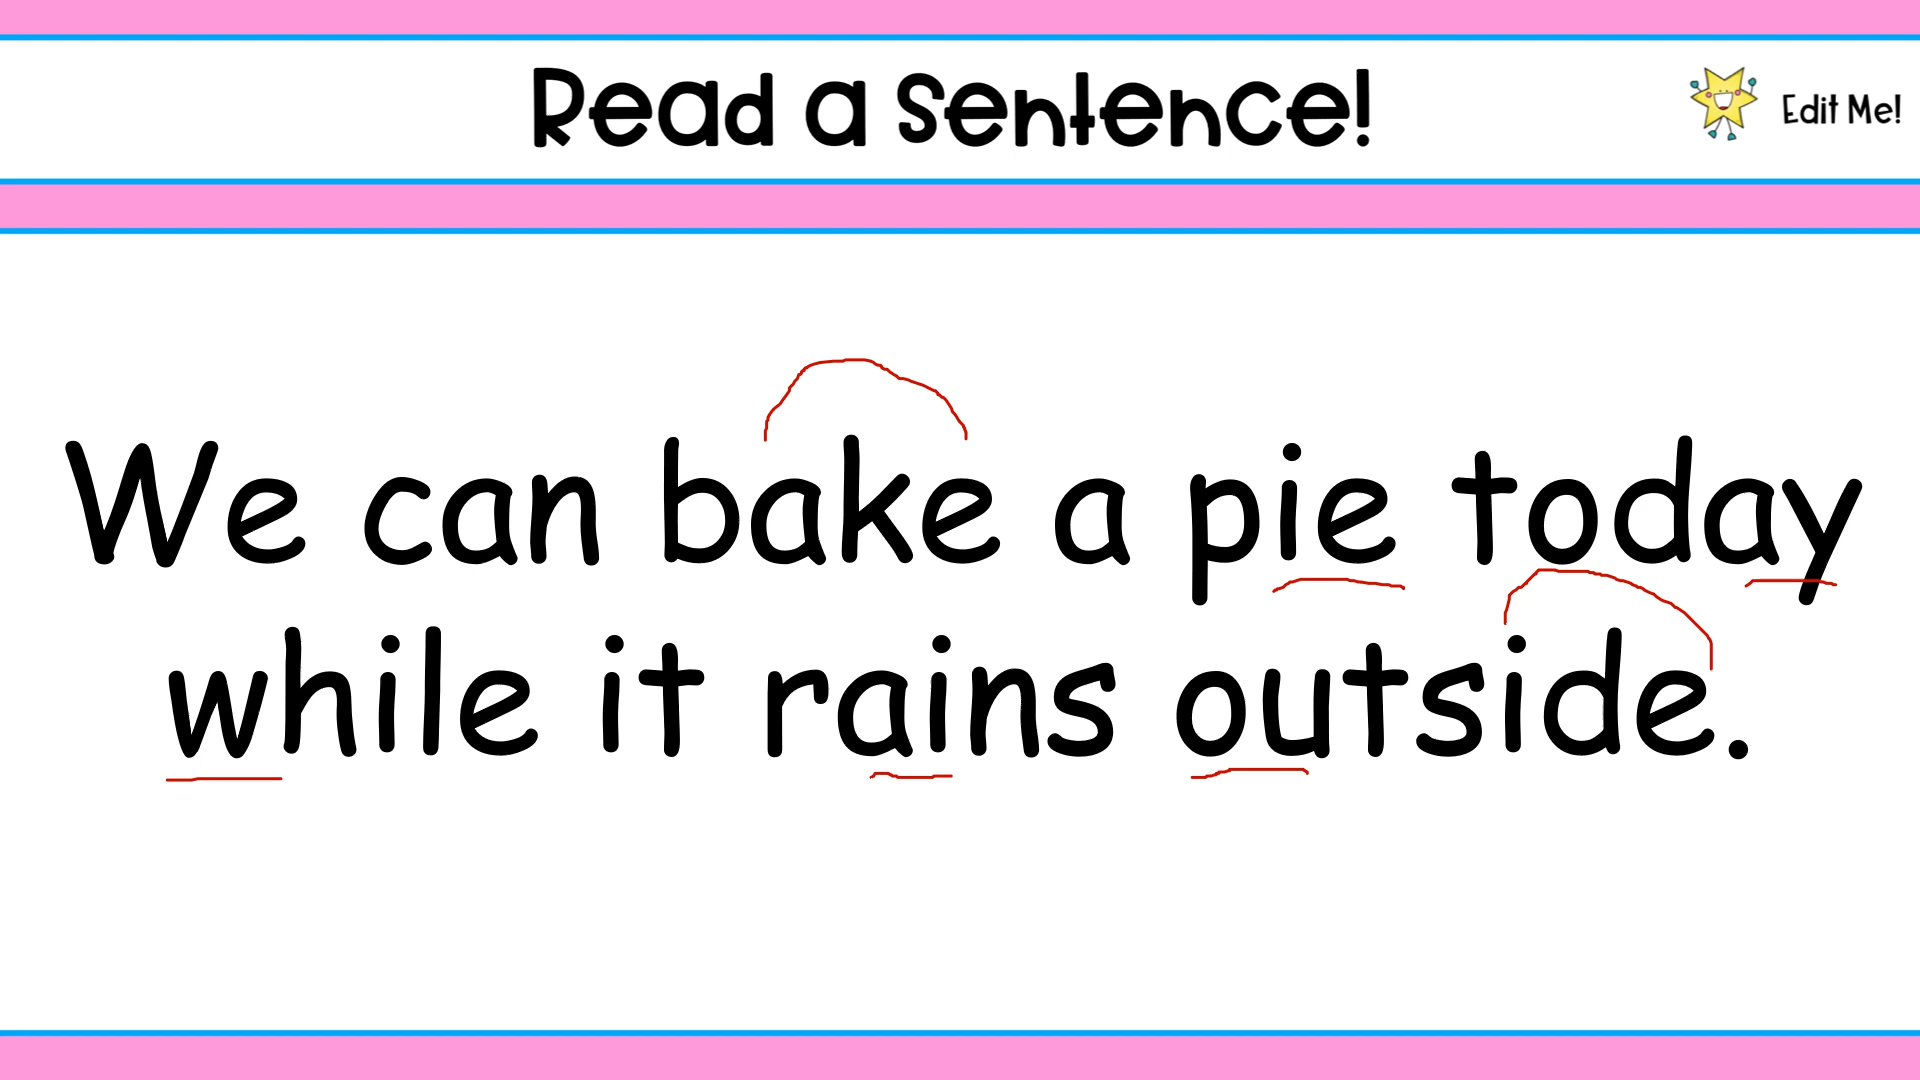 Read a Sentence!
Edit Me!
We can bake a pie today
while it rains outside.